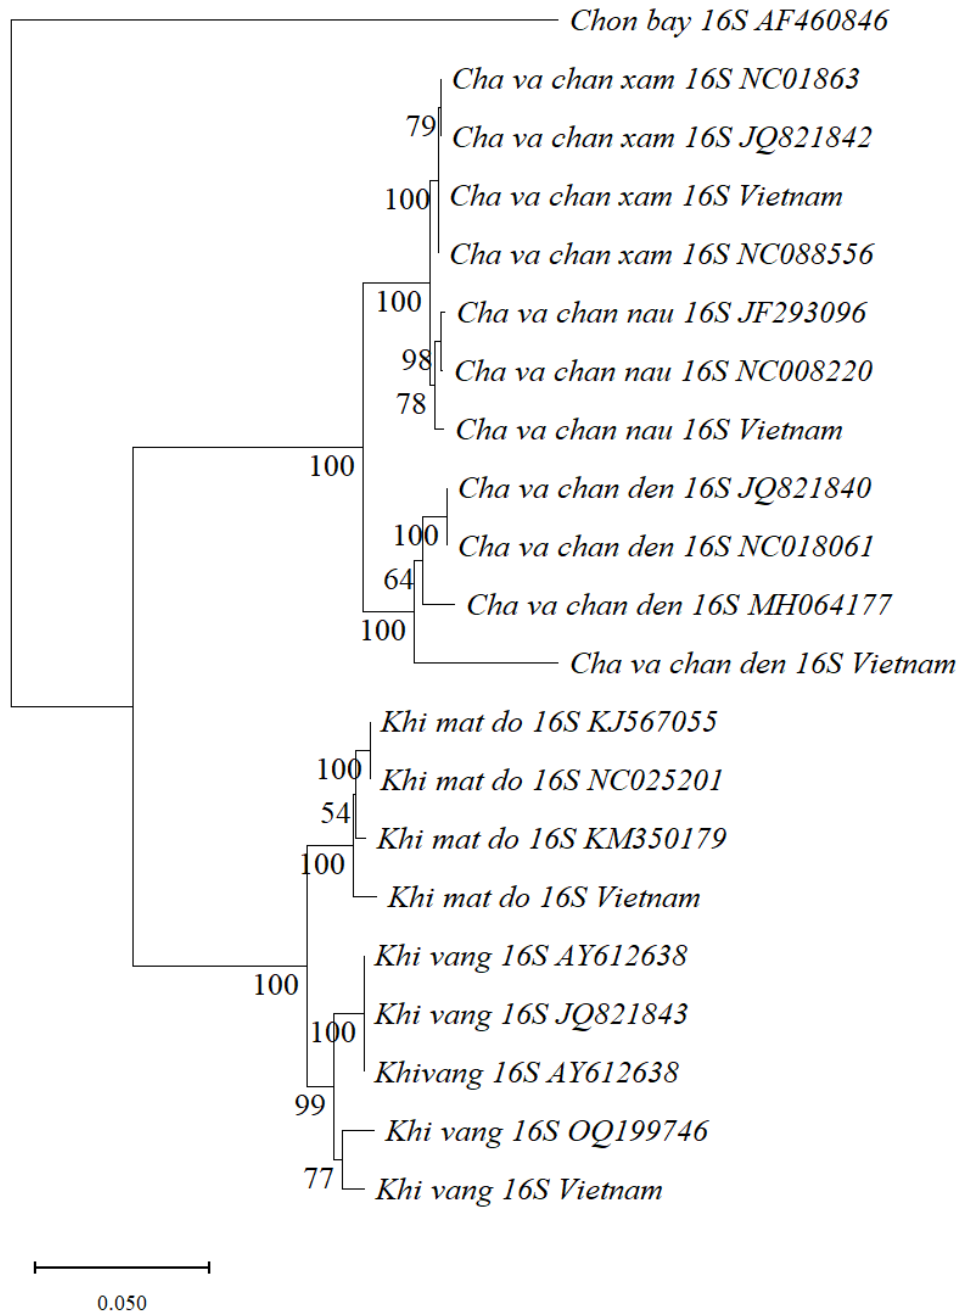 Chon bay 16S AF460846
Cha va chan xam 16S NC01863
79
Cha va chan xam 16S JQ821842
100
Cha va chan xam 16S Vietnam
Cha va chan xam 16S NC088556
100
Cha va chan nau 16S JF293096
98
Cha va chan nau 16S NC008220
78
Cha va chan nau 16S Vietnam
100
Cha va chan den 16S JQ821840
100
Cha va chan den 16S NC018061
64
Cha va chan den 16S MH064177
100
Cha va chan den 16S Vietnam
Khi mat do 16S KJ567055
100
Khi mat do 16S NC025201
54
Khi mat do 16S KM350179
100
Khi mat do 16S Vietnam
Khi vang 16S AY612638
100
Khi vang 16S JQ821843
100
Khivang 16S AY612638
99
Khi vang 16S OQ199746
77
Khi vang 16S Vietnam
0.050